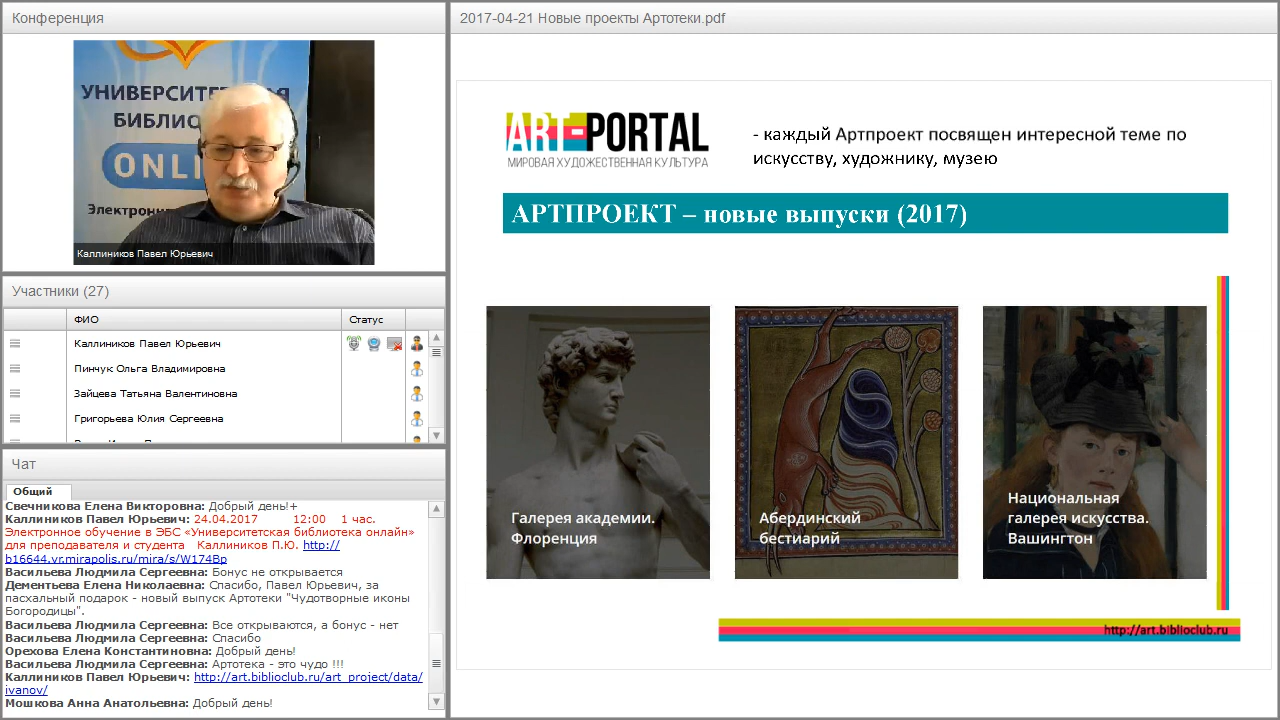 Конференция
УНИВЕРСИТЕТСКАЯ
ONLI
Каллиников Павел Юрьевич
Участники (27)
ФИО
Статус
Каллиников Павел Юрьевич
Пинчук Ольга Владимировна
Зайцева Татьяна Валентиновна
Григорьева Юлия Сергеевна
Чат
Общий
Свечникова Елена Викторовна: Добрый день!+
Каллиников Павел Юрьевич: 24.04.2017 12:00 1 час.
Электронное обучение в ЭБС «Университетская библиотека онлайн»
для преподавателя и студента Каллиников П.Ю. http://
b16644.vr.mirapolis.ru/mira/s/W174Bp
Васильева Людмила Сергеевна: Бонус не открывается
Дементьева Елена Николаевна: Спасибо, Павел Юрьевич, за
пасхальный подарок - новый выпуск Артотеки "Чудотворные иконы
Богородицы".
Васильева Людмила Сергеевна: Все открываются, а бонус - нет
Васильева Людмила Сергеевна: Спасибо
Орехова Елена Константиновна: Добрый день!
Васильева Людмила Сергеевна: Артотека - это чудо !!!
Каллиников Павел Юрьевич: http://art.biblioclub.ru/art_project/data/
ivanov/
Мошкова Анна Анатольевна: Добрый день!
2017-04-21 Новые проекты Артотеки.pdf
ART-PORTAL
МИРОВАЯ ХУДОЖЕСТВЕННАЯ КУЛЬТУРА
- каждый Артпроект посвящен интересной теме по
искусству, художнику, музею
АРТПРОЕКТ – новые выпуски (2017)
Галерея академии.
Флоренция
Абердинский
бестиарий
Национальная
галерея искусства.
Вашингтон
http://art.biblioclub.ru